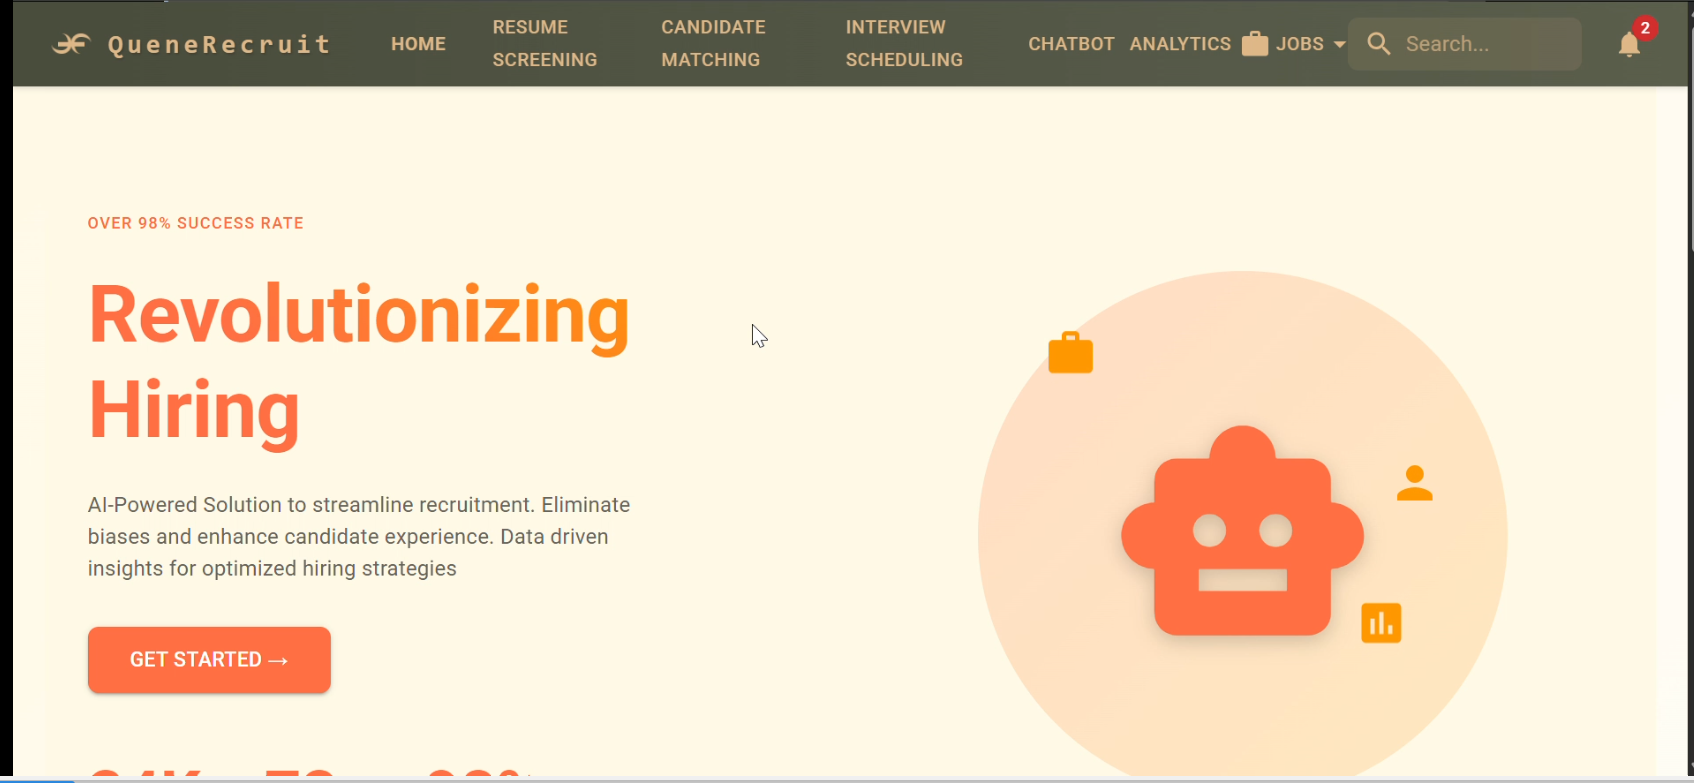 QueneRecruit
HOME
RESUME
SCREENING
CANDIDATE
MATCHING
INTERVIEW
SCHEDULING
CHATBOT
ANALYTICS
JOBS
Search...
2
OVER 98% SUCCESS RATE
Revolutionizing
Hiring
AI-Powered Solution to streamline recruitment. Eliminate
biases and enhance candidate experience. Data driven
insights for optimized hiring strategies
GET STARTED →